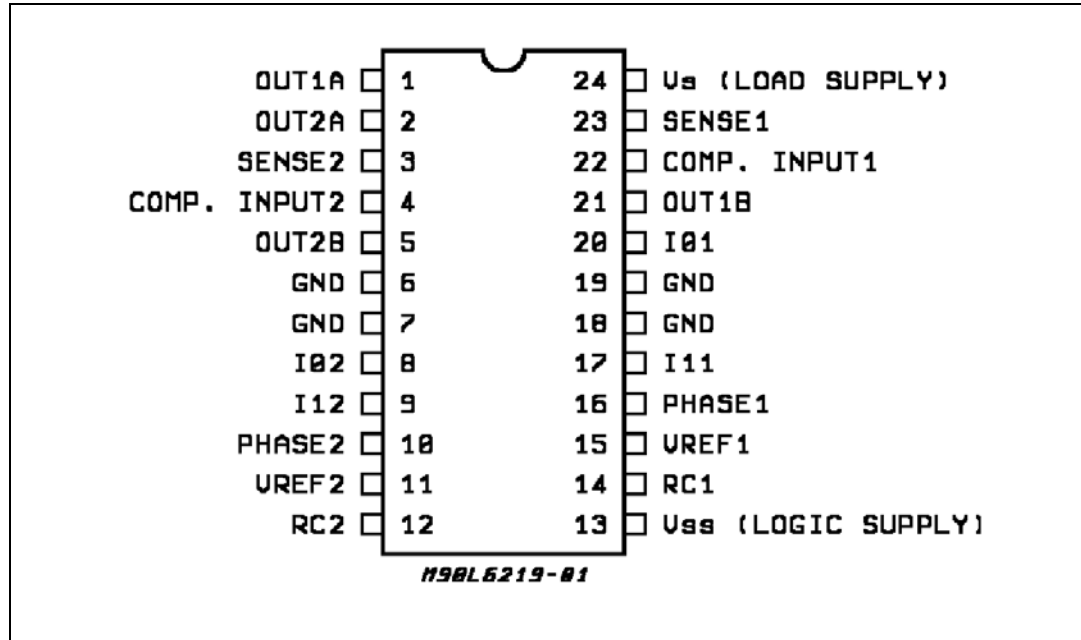 OUT1A 1 24 Vs (LOAD SUPPLY)
OUT2A 2 23 SENSE1
SENSE2 3 22 COMP. INPUT1
COMP. INPUT2 4 21 OUT1B
OUT2B 5 20 I01
GND 6 19 GND
GND 7 18 GND
I02 8 17 I11
I12 9 16 PHASE1
PHASE2 10 15 VREF1
VREF2 11 14 RC1
RC2 12 13 Vss (LOGIC SUPPLY)
M90L6219-01